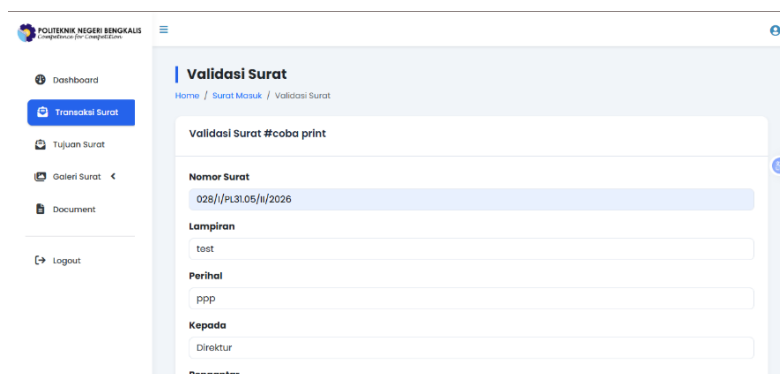 POLITEKNIK NEGERI BENGKALIS
Competence for Competition
Dashboard
Transaksi Surat
Tujuan Surat
Galeri Surat
Document
Logout
Validasi Surat
Home / Surat Masuk / Validasi Surat
Validasi Surat #coba print
Nomor Surat
028/I/PL31.05/II/2026
Lampiran
test
Perihal
ppp
Kepada
Direktur
Pengantar